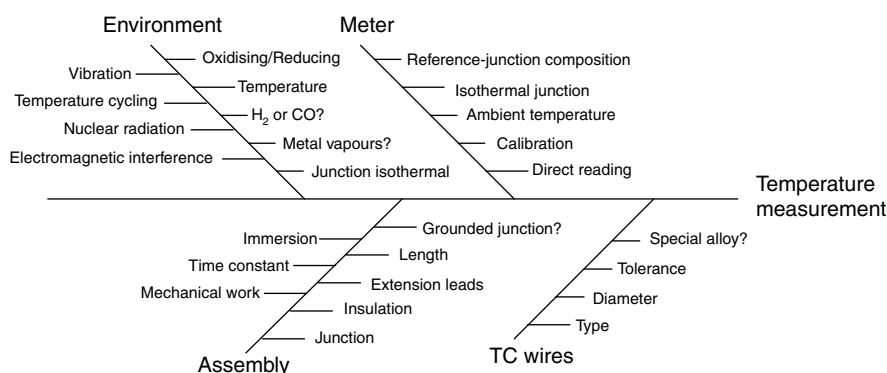 Environment
Meter
Oxidising/Reducing
Vibration
Temperature
Temperature cycling
H2 or CO?
Nuclear radiation
Metal vapours?
Electromagnetic interference
Junction isothermal
Reference-junction composition
Isothermal junction
Ambient temperature
Calibration
Direct reading
Temperature
measurement
Grounded junction?
Immersion
Length
Time constant
Extension leads
Mechanical work
Insulation
Junction
Assembly
Special alloy?
Tolerance
Diameter
Type
TC wires